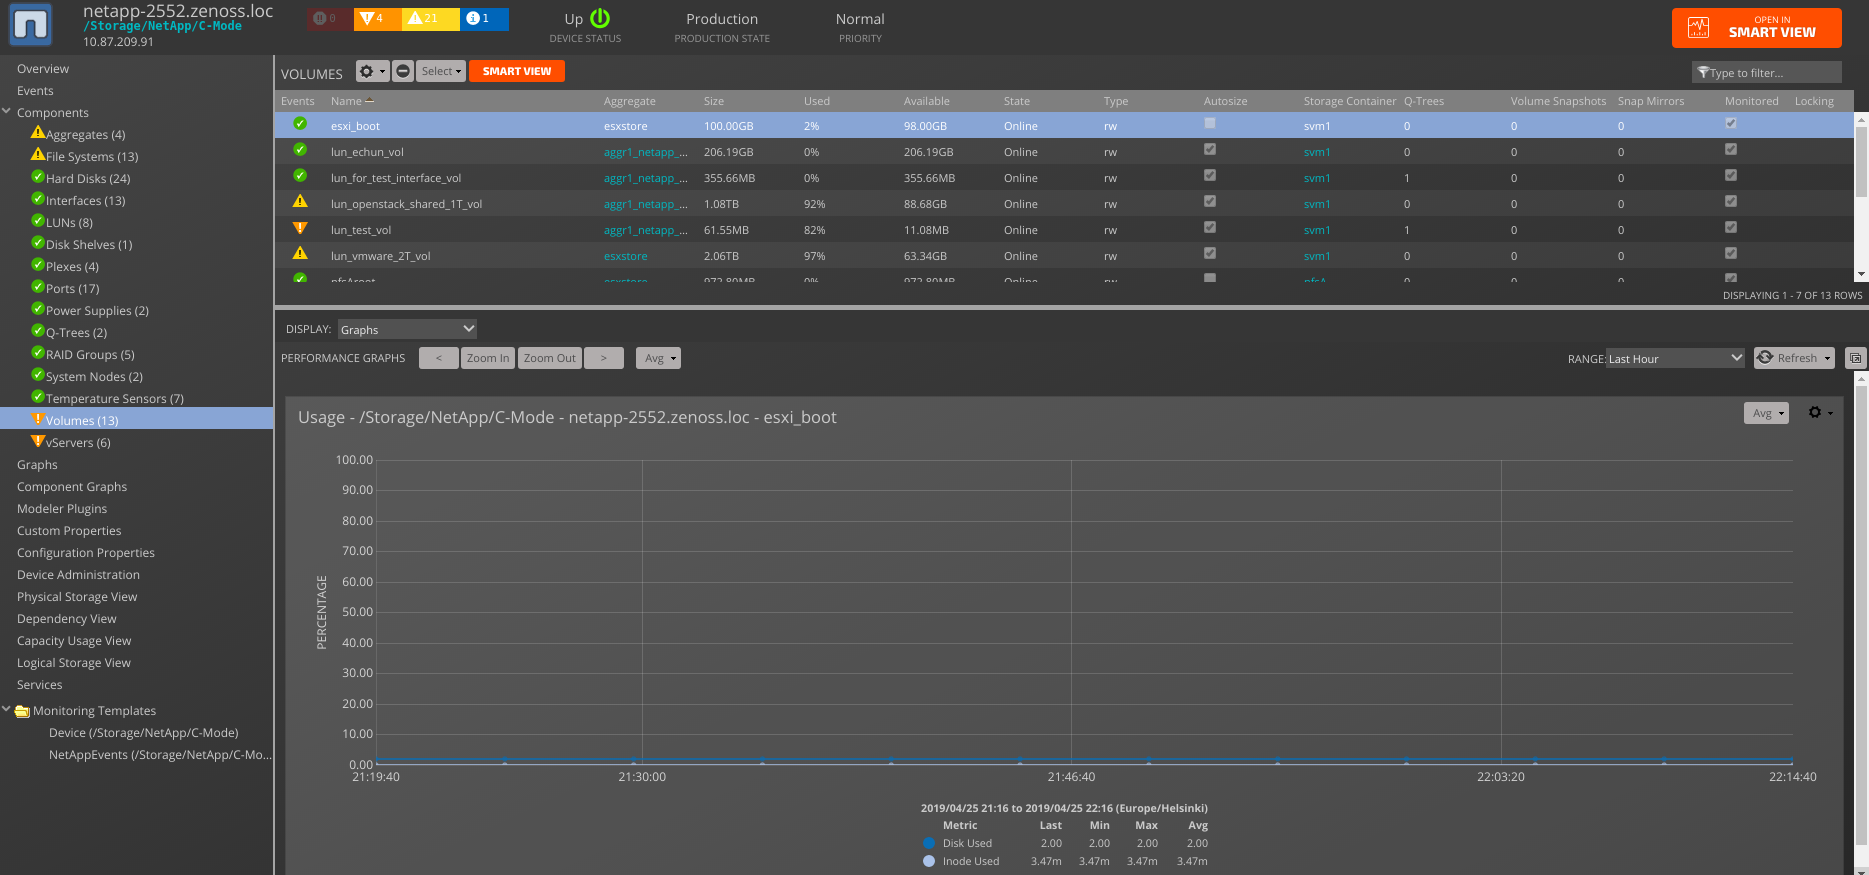 netapp-2552.zenoss.loc
/Storage/NetApp/C-Mode
10.87.209.91
0 4 21 1
Up
DEVICE STATUS
Production
PRODUCTION STATE
Normal
PRIORITY
OPEN IN
SMART VIEW
Overview
Events
Components
Aggregates (4)
File Systems (13)
Hard Disks (24)
Interfaces (13)
LUNs (8)
Disk Shelves (1)
Plexes (4)
Ports (17)
Power Supplies (2)
Q-Trees (2)
RAID Groups (5)
System Nodes (2)
Temperature Sensors (7)
Volumes (13)
vServers (6)
Graphs
Component Graphs
Modeler Plugins
Custom Properties
Configuration Properties
Device Administration
Physical Storage View
Dependency View
Capacity Usage View
Logical Storage View
Services
Monitoring Templates
Device (/Storage/NetApp/C-Mode)
NetAppEvents (/Storage/NetApp/C-Mo...
VOLUMES Select SMART VIEW Type to filter...
Events Name Aggregate Size Used Available State Type Autosize Storage Container Q-Trees Volume Snapshots Snap Mirrors Monitored Locking
esxi_boot esxstore 100.00GB 2% 98.00GB Online rw svm1 0 0 0
lun_echun_vol aggr1_netapp_... 206.19GB 0% 206.19GB Online rw svm1 0 0 0
lun_for_test_interface_vol aggr1_netapp_... 355.66MB 0% 355.66MB Online rw svm1 1 0 0
lun_openstack_shared_1T_vol aggr1_netapp_... 1.08TB 92% 88.68GB Online rw svm1 0 0 0
lun_test_vol aggr1_netapp_... 61.55MB 82% 11.08MB Online rw svm1 1 0 0
lun_vmware_2T_vol esxstore 2.06TB 97% 63.34GB Online rw svm1 0 0 0
nfsAroot esxstore 972.80MB 0% 972.80MB Online rw nfsA 0 0 0
DISPLAYING 1 - 7 OF 13 ROWS
DISPLAY: Graphs
PERFORMANCE GRAPHS < Zoom In Zoom Out > Avg RANGE: Last Hour Refresh
Usage - /Storage/NetApp/C-Mode - netapp-2552.zenoss.loc - esxi_boot Avg
PERCENTAGE
100.00
90.00
80.00
70.00
60.00
50.00
40.00
30.00
20.00
10.00
0.00
21:19:40 21:30:00 21:46:40 22:03:20 22:14:40
2019/04/25 21:16 to 2019/04/25 22:16 (Europe/Helsinki)
Metric Last Min Max Avg
Disk Used 2.00 2.00 2.00 2.00
Inode Used 3.47m 3.47m 3.47m 3.47m